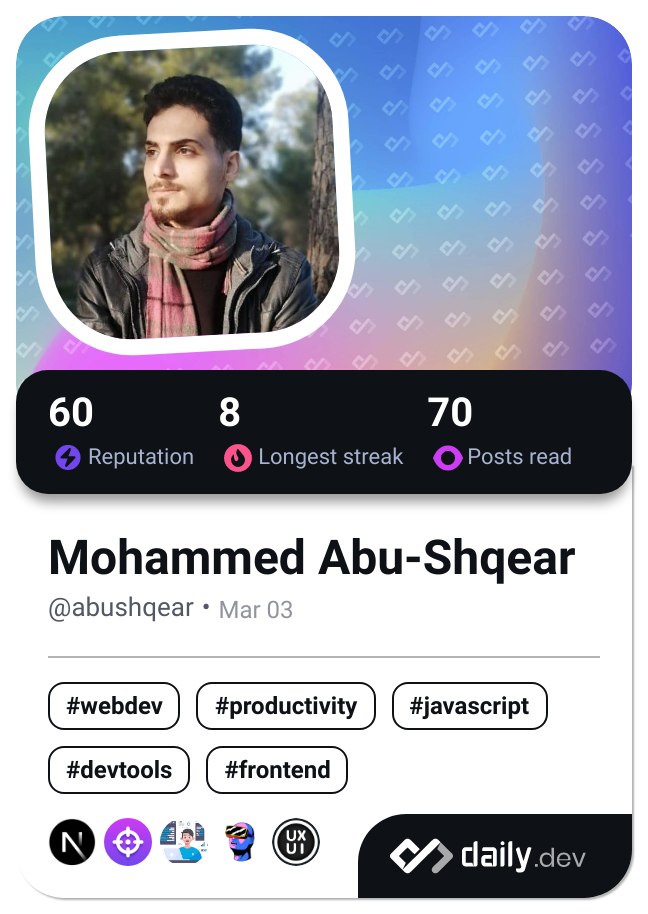 60 8 70
Reputation Longest streak Posts read
Mohammed Abu-Shqear
@abushqear • Mar 03
#webdev #productivity #javascript
#devtools #frontend
N UX
UI
daily.dev